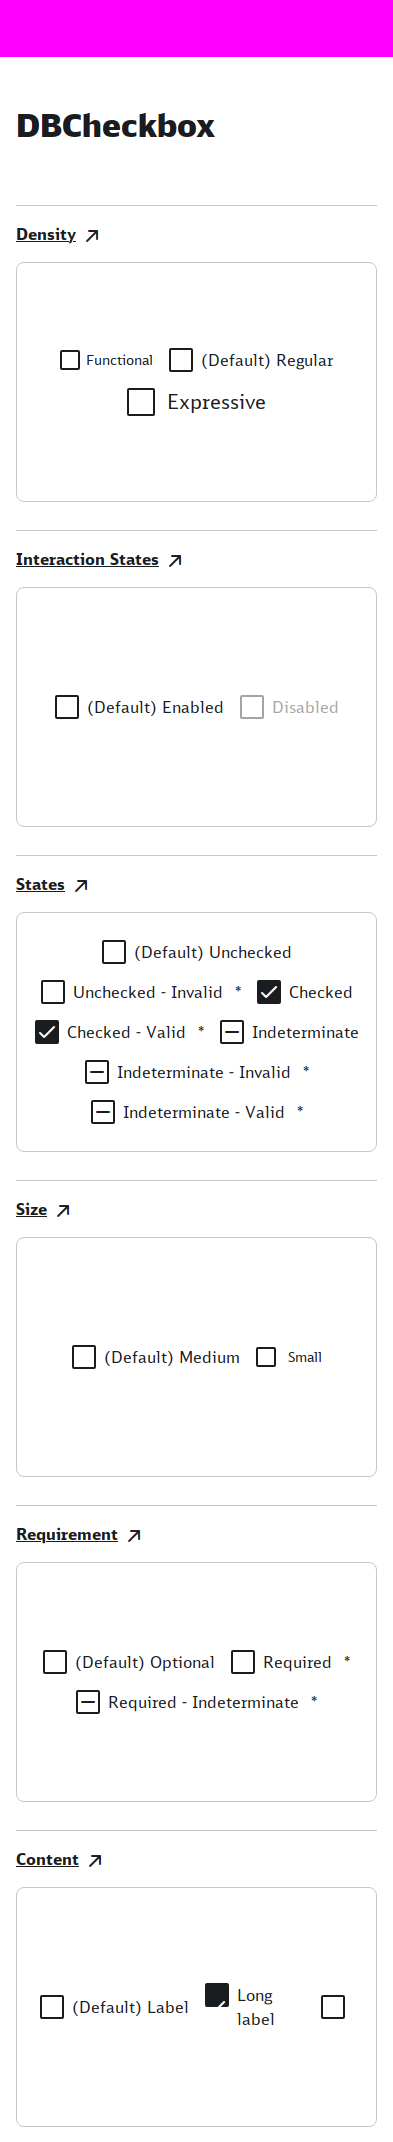 DBCheckbox
Density
Functional (Default) Regular
Expressive
Interaction States
(Default) Enabled Disabled
States
(Default) Unchecked
Unchecked - Invalid * Checked
Checked - Valid * Indeterminate
Indeterminate - Invalid *
Indeterminate - Valid *
Size
(Default) Medium Small
Requirement
(Default) Optional Required *
Required - Indeterminate *
Content
(Default) Label Long
label